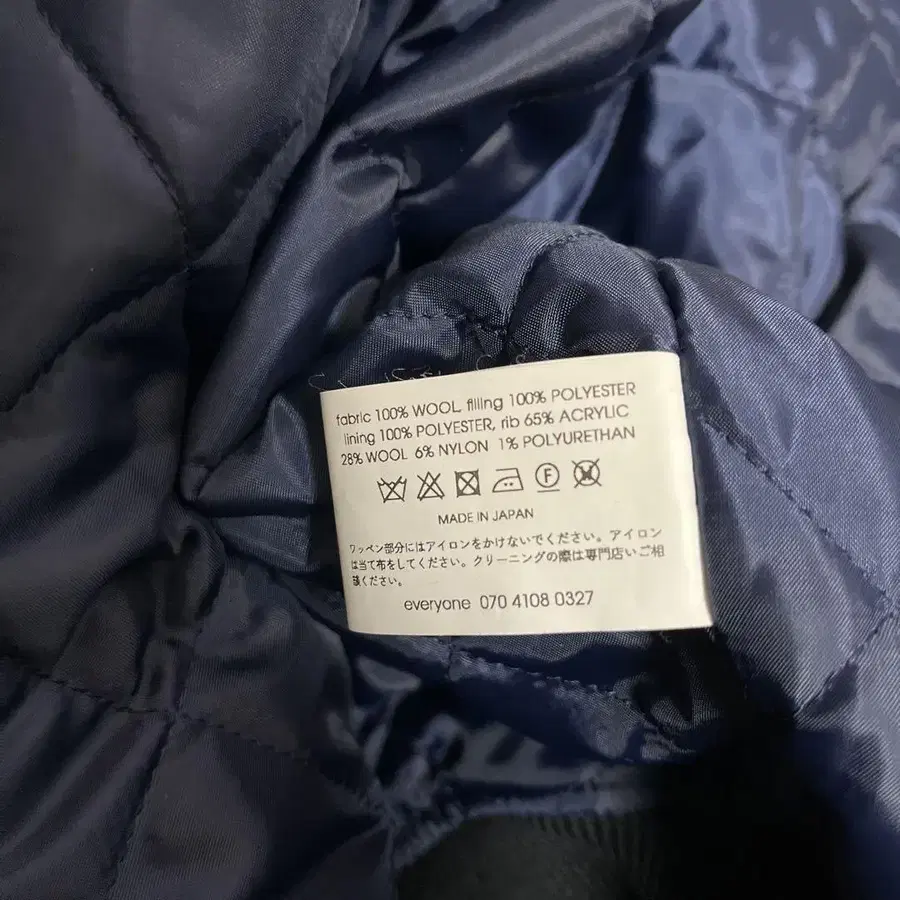 fabric 100% WOOL, filling 100% POLYESTER
lining 100% POLYESTER, rib 65% ACRYLIC
28% WOOL 6% NYLON 1% POLYURETHAN
F
MADE IN JAPAN
ワッペン部分にはアイロンをかけないでください。アイロン
は当て布をしてください。クリーニングの際は専門店いご相
談ください。
everyone 070 4108 0327